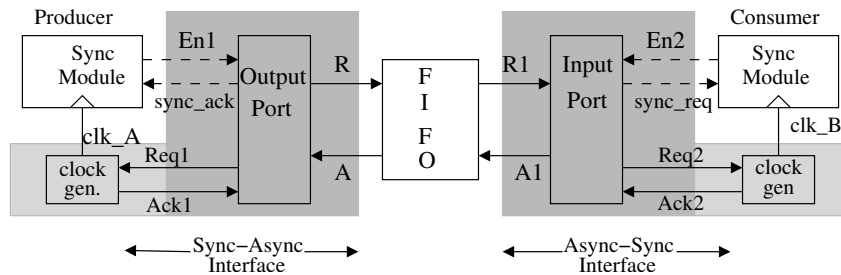 Producer
Consumer
Sync
Module
En1
sync_ack
Output
Port
R
A
F
I
F
O
R1
A1
Input
Port
En2
sync_req
Sync
Module
clk_A
clk_B
clock
gen.
Req1
Ack1
Req2
Ack2
clock
gen
Sync-Async
Interface
Async-Sync
Interface